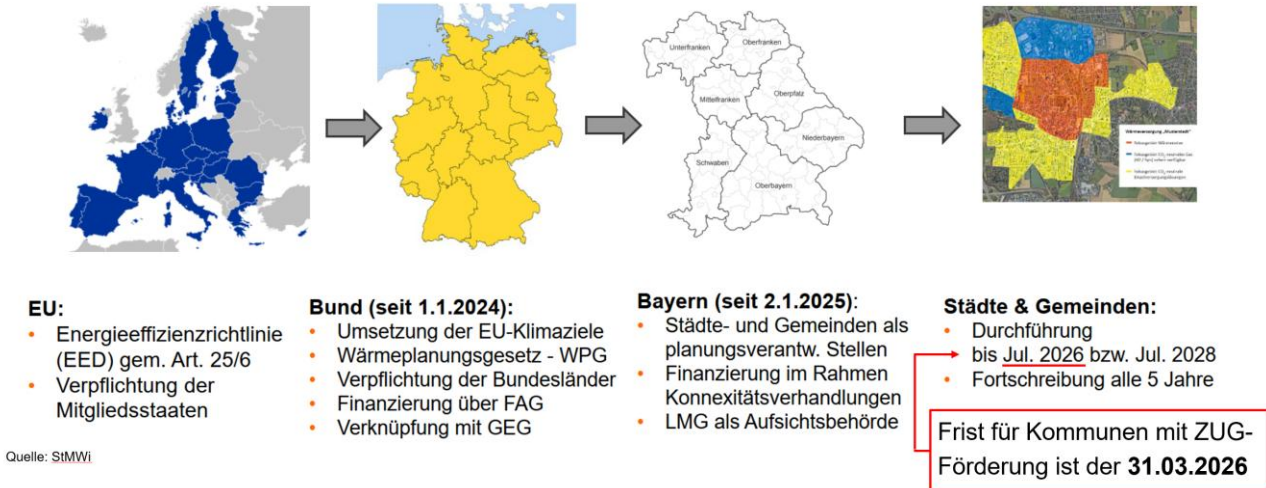 Unterfranken
Oberfranken
Mittelfranken
Oberpfalz
Niederbayern
Schwaben
Oberbayern
EU:
• Energieeffizienzrichtlinie
(EED) gem. Art. 25/6
• Verpflichtung der
Mitgliedsstaaten
Bund (seit 1.1.2024):
• Umsetzung der EU-Klimaziele
• Wärmeplanungsgesetz - WPG
• Verpflichtung der Bundesländer
• Finanzierung über FAG
• Verknüpfung mit GEG
Bayern (seit 2.1.2025):
• Städte- und Gemeinden als
planungsverantw. Stellen
• Finanzierung im Rahmen
Konnexitätsverhandlungen
• LMG als Aufsichtsbehörde
Städte & Gemeinden:
• Durchführung
bis Jul. 2026 bzw. Jul. 2028
• Fortschreibung alle 5 Jahre
Frist für Kommunen mit ZUG-
Förderung ist der 31.03.2026
Quelle: StMWi